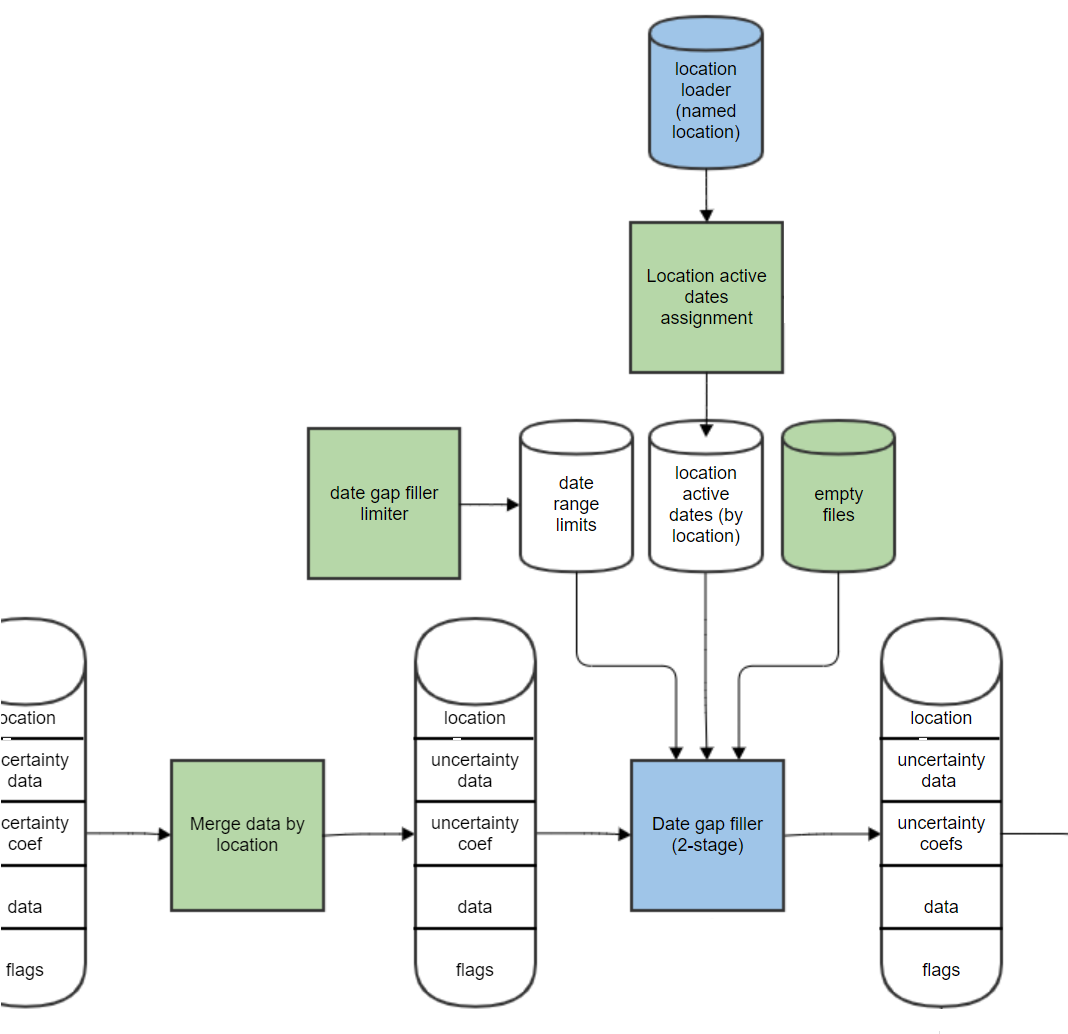 location
loader
(named
location)
Location active
dates
assignment
date gap filler
limiter
date
range
limits
location
active
dates (by
location)
empty
files
ocation
certainty
data
certainty
coef
data
flags
Merge data by
location
location
uncertainty
data
uncertainty
coef
data
flags
Date gap filler
(2-stage)
location
uncertainty
data
uncertainty
coefs
data
flags